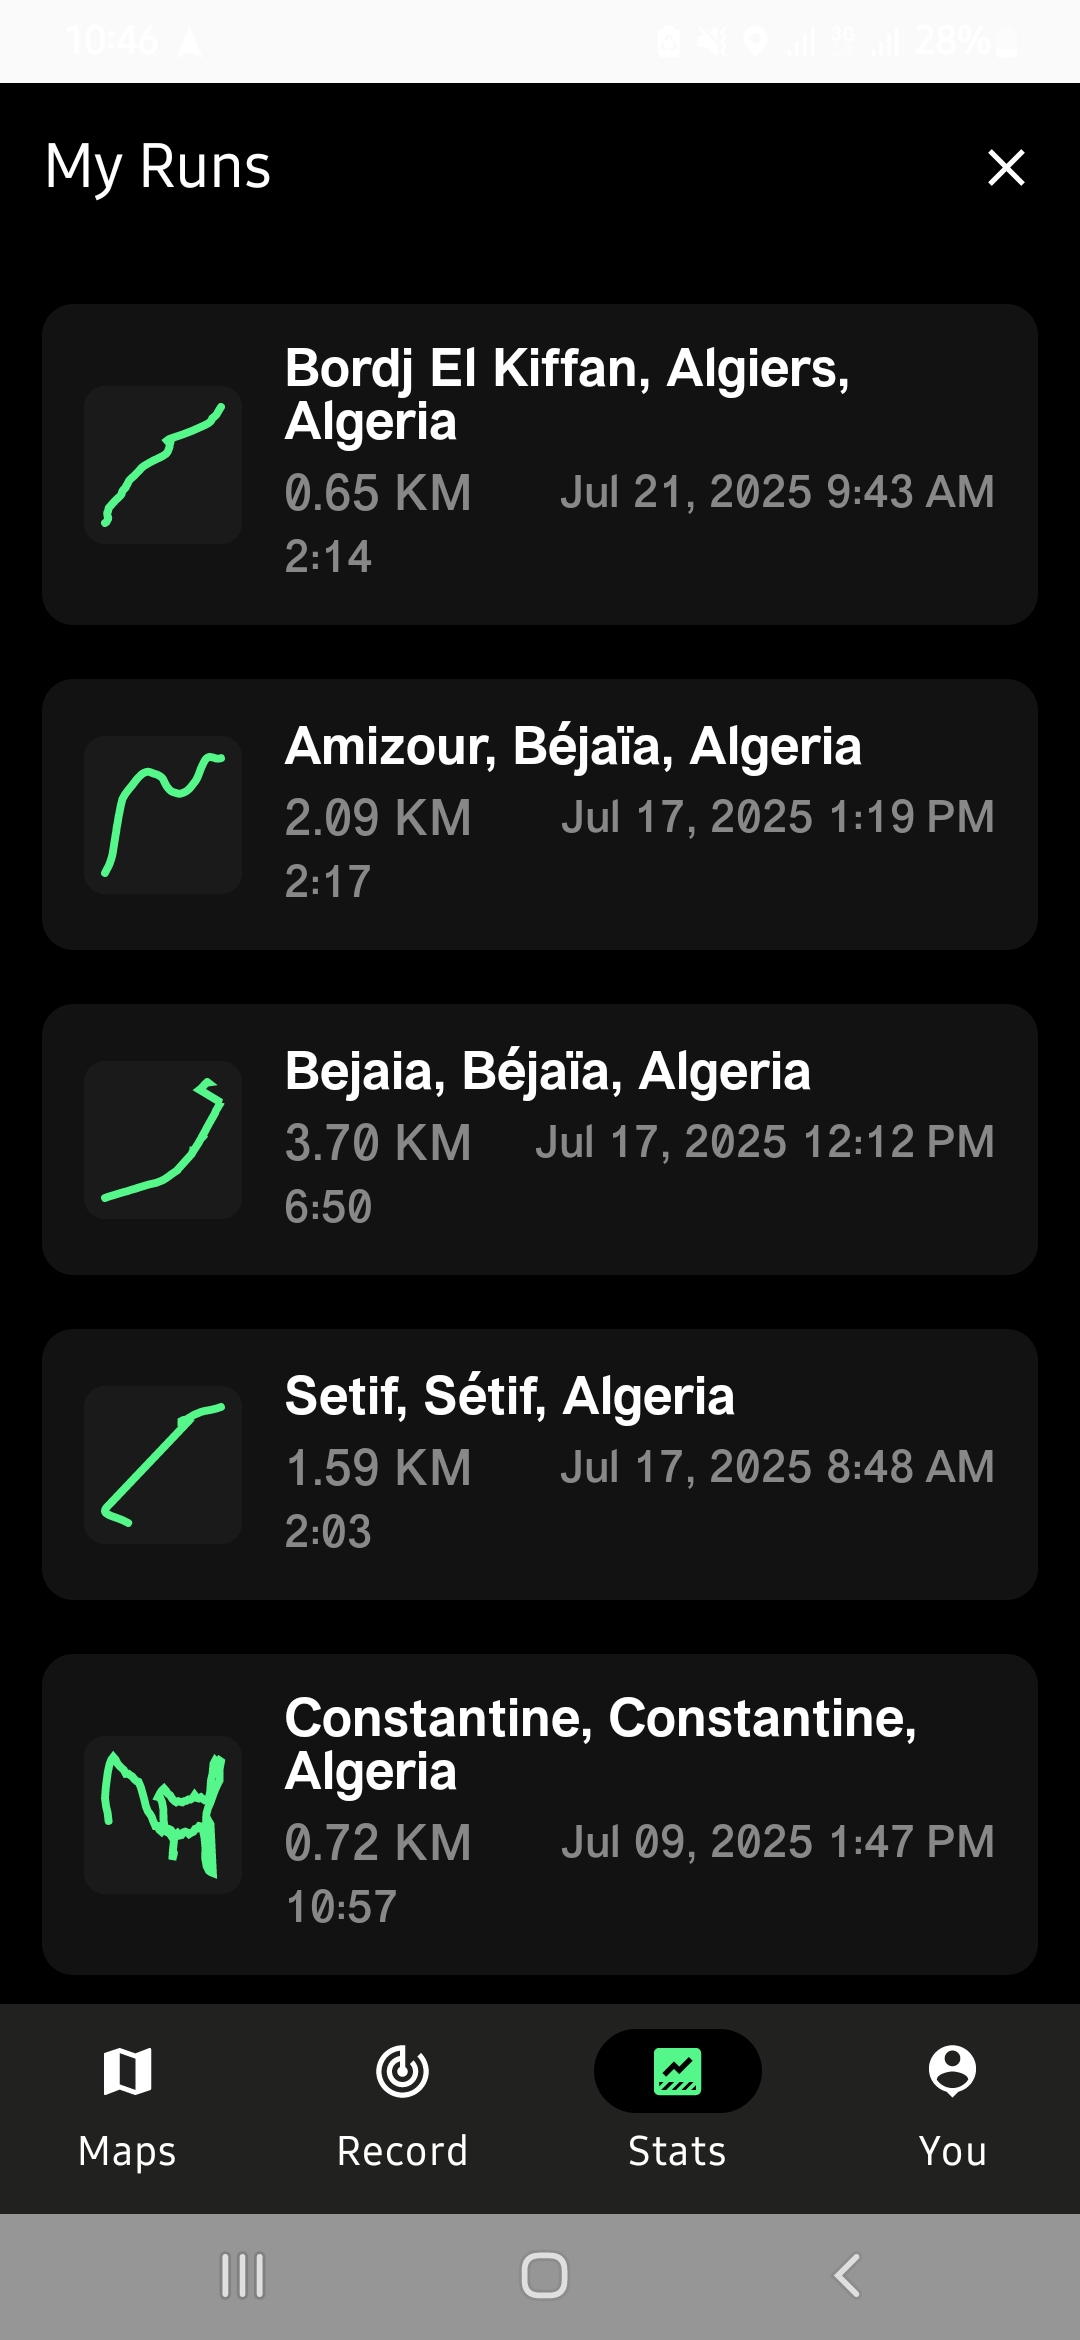 10:46 3G 28%
My Runs
Bordj El Kiffan, Algiers,
Algeria
0.65 KM Jul 21, 2025 9:43 AM
2:14
Amizour, Béjaïa, Algeria
2.09 KM Jul 17, 2025 1:19 PM
2:17
Bejaia, Béjaïa, Algeria
3.70 KM Jul 17, 2025 12:12 PM
6:50
Setif, Sétif, Algeria
1.59 KM Jul 17, 2025 8:48 AM
2:03
Constantine, Constantine,
Algeria
0.72 KM Jul 09, 2025 1:47 PM
10:57
Maps Record Stats You